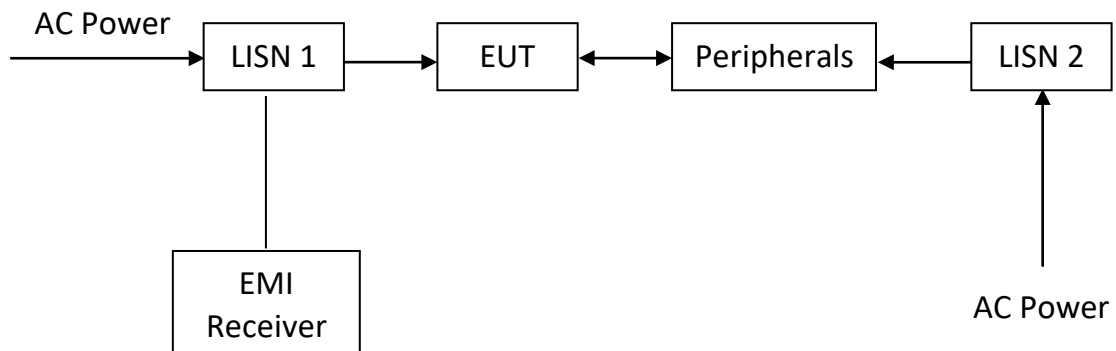 AC Power
LISN 1
EUT
Peripherals
LISN 2
EMI
Receiver
AC Power